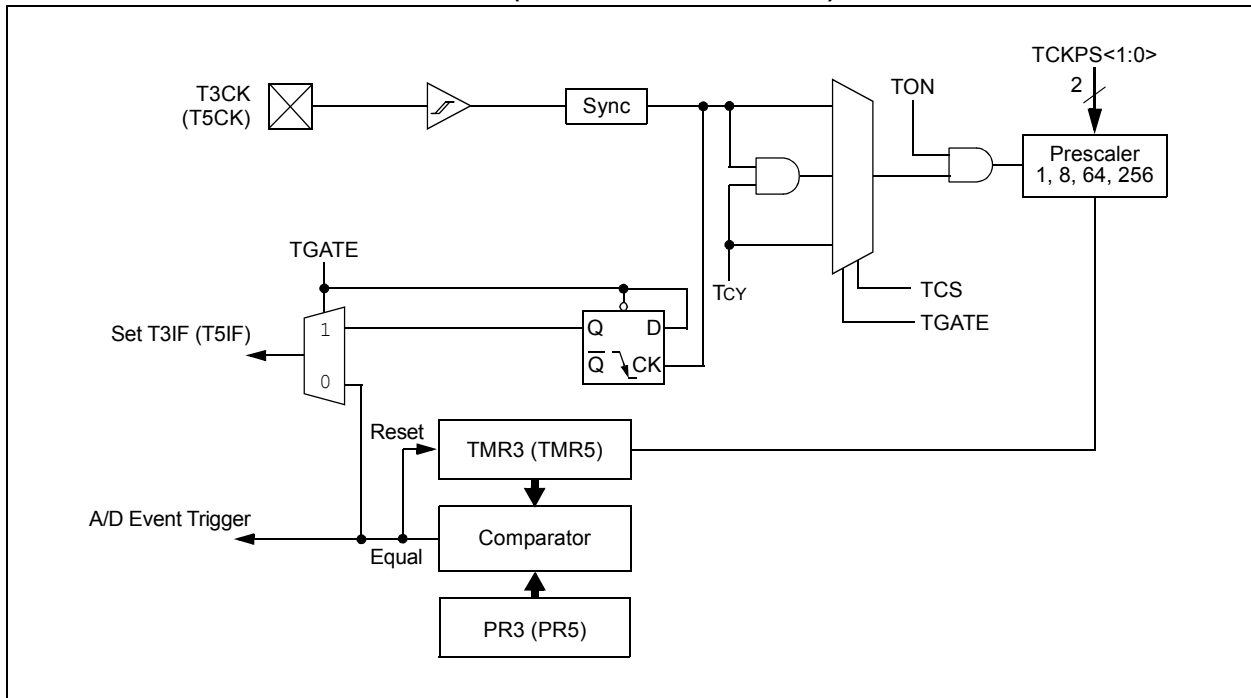 TCKPS<1:0>
2
T3CK
(T5CK)
Sync
TON
Prescaler
1, 8, 64, 256
TGATE
TCY
TCS
TGATE
Set T3IF (T5IF)
1
0
Q
D
Q
CK
Reset
TMR3 (TMR5)
A/D Event Trigger
Equal
Comparator
PR3 (PR5)